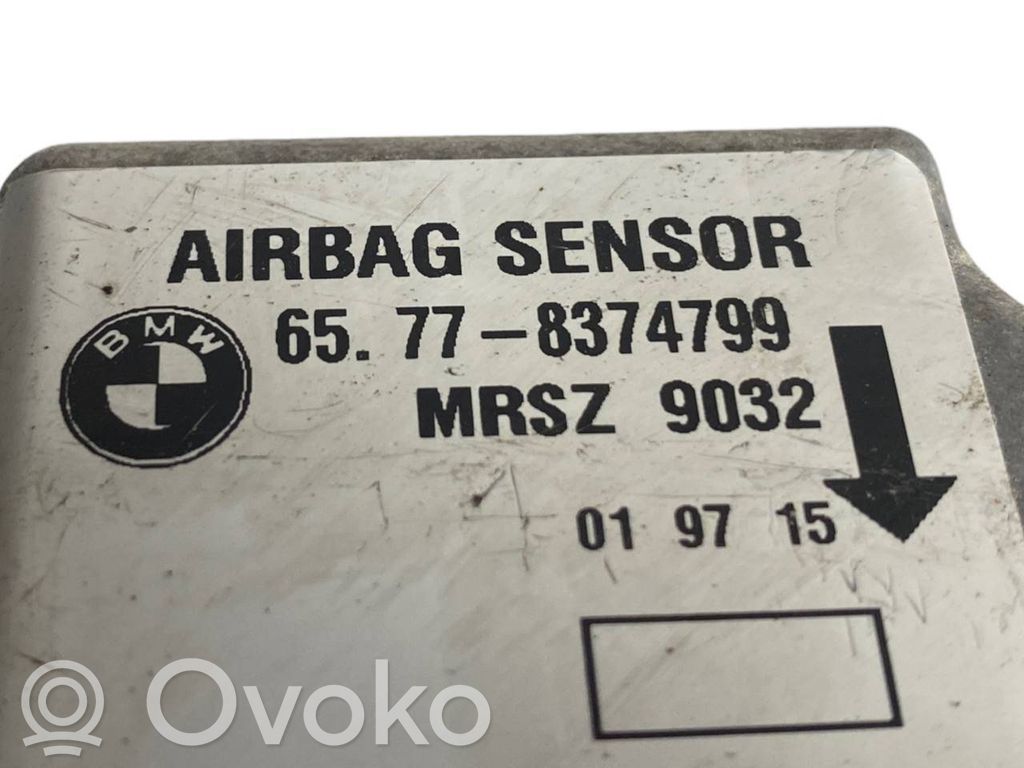 AIRBAG SENSOR
BMW
65.77-8374799
MRSZ 9032
01 97 15
Ovoko